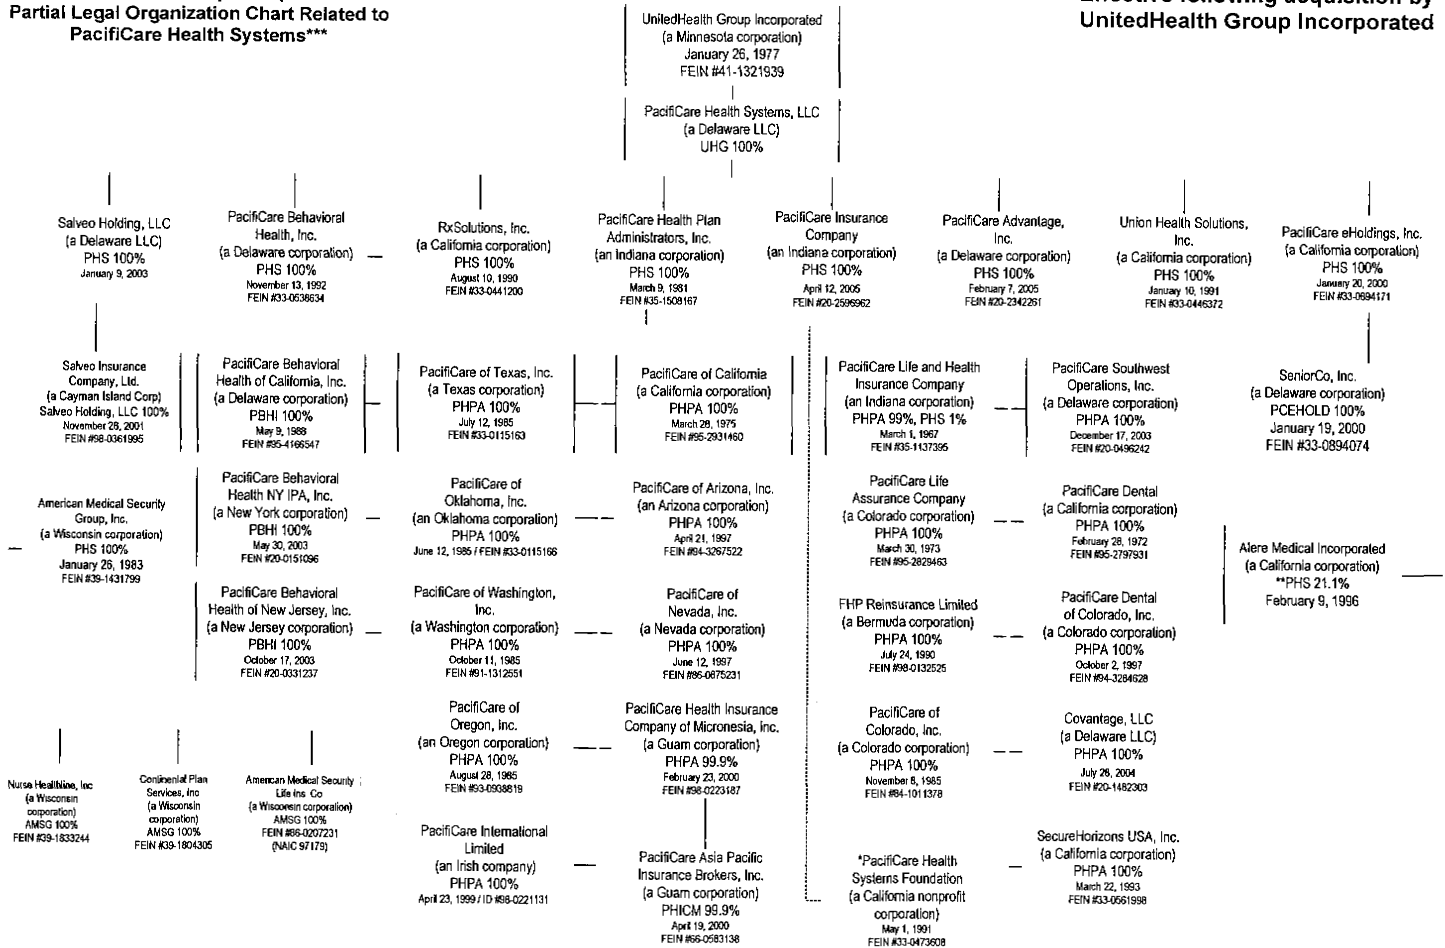 Partial Legal Organization Chart Related to
PacifiCare Health Systems***
Effective following acquisition by
UnitedHealth Group Incorporated
UnitedHealth Group Incorporated
(a Minnesota corporation)
January 26, 1977
FEIN #41-1321939
PacifiCare Health Systems, LLC
(a Delaware LLC)
UHG 100%
Salveo Holding, LLC
(a Delaware LLC)
PHS 100%
January 9, 2003
PacifiCare Behavioral
Health, Inc.
(a Delaware corporation)
PHS 100%
November 13, 1992
FEIN #33-0538634
RxSolutions, Inc.
(a California corporation)
PHS 100%
August 10, 1990
FEIN #33-0441200
PacifiCare Health Plan
Administrators, Inc.
(an Indiana corporation)
PHS 100%
March 9, 1981
FEIN #35-1508167
PacifiCare Insurance
Company
(an Indiana corporation)
PHS 100%
April 12, 2005
FEIN #20-2596962
PacifiCare Advantage,
Inc.
(a Delaware corporation)
PHS 100%
February 7, 2005
FEIN #20-2342261
Union Health Solutions,
Inc.
(a California corporation)
PHS 100%
January 10, 1991
FEIN #33-0446372
PacifiCare eHoldings, Inc.
(a California corporation)
PHS 100%
January 20, 2000
FEIN #33-0894171
Salveo Insurance
Company, Ltd.
(a Cayman Island Corp)
Salveo Holding, LLC 100%
November 26, 2001
FEIN #98-0361995
PacifiCare Behavioral
Health of California, Inc.
(a Delaware corporation)
PBHI 100%
May 9, 1988
FEIN #95-4166547
PacifiCare of Texas, Inc.
(a Texas corporation)
PHPA 100%
July 12, 1985
FEIN #33-0115163
PacifiCare of California
(a California corporation)
PHPA 100%
March 28, 1975
FEIN #95-2931460
PacifiCare Life and Health
Insurance Company
(an Indiana corporation)
PHPA 99%, PHS 1%
March 1, 1967
FEIN #35-1137395
PacifiCare Southwest
Operations, Inc.
(a Delaware corporation)
PHPA 100%
December 17, 2003
FEIN #20-0496242
SeniorCo, Inc.
(a Delaware corporation)
PCEHOLD 100%
January 19, 2000
FEIN #33-0894074
American Medical Security
Group, Inc.
(a Wisconsin corporation)
PHS 100%
January 26, 1983
FEIN #39-1431799
PacifiCare Behavioral
Health NY IPA, Inc.
(a New York corporation)
PBHI 100%
May 30, 2003
FEIN #20-0151096
PacifiCare of
Oklahoma, Inc.
(an Oklahoma corporation)
PHPA 100%
June 12, 1985 / FEIN #33-0115166
PacifiCare of Arizona, Inc.
(an Arizona corporation)
PHPA 100%
April 21, 1997
FEIN #94-3267522
PacifiCare Life
Assurance Company
(a Colorado corporation)
PHPA 100%
March 30, 1973
FEIN #95-2829463
PacifiCare Dental
(a California corporation)
PHPA 100%
February 28, 1972
FEIN #95-2797931
Alere Medical Incorporated
(a California corporation)
**PHS 21.1%
February 9, 1996
PacifiCare Behavioral
Health of New Jersey, Inc.
(a New Jersey corporation)
PBHI 100%
October 17, 2003
FEIN #20-0331237
PacifiCare of Washington,
Inc.
(a Washington corporation)
PHPA 100%
October 11, 1985
FEIN #91-1312551
PacifiCare of
Nevada, Inc.
(a Nevada corporation)
PHPA 100%
June 12, 1997
FEIN #86-0875231
FHP Reinsurance Limited
(a Bermuda corporation)
PHPA 100%
July 24, 1990
FEIN #98-0132525
PacifiCare Dental
of Colorado, Inc.
(a Colorado corporation)
PHPA 100%
October 2, 1997
FEIN #94-3284628
Nurse Healthline, Inc
(a Wisconsin
corporation)
AMSG 100%
FEIN #39-1833244
Continental Plan
Services, Inc
(a Wisconsin
corporation)
AMSG 100%
FEIN #39-1804305
American Medical Security
Life Ins Co
(a Wisconsin corporation)
AMSG 100%
FEIN #86-0207231
(NAIC 97179)
PacifiCare of
Oregon, Inc.
(an Oregon corporation)
PHPA 100%
August 28, 1985
FEIN #93-0938819
PacifiCare Health Insurance
Company of Micronesia, Inc.
(a Guam corporation)
PHPA 99.9%
February 23, 2000
FEIN #98-0223187
PacifiCare of
Colorado, Inc.
(a Colorado corporation)
PHPA 100%
November 6, 1985
FEIN #84-1011378
Covantage, LLC
(a Delaware LLC)
PHPA 100%
July 26, 2004
FEIN #20-1482303
PacifiCare International
Limited
(an Irish company)
PHPA 100%
April 23, 1999 / ID #98-0221131
PacifiCare Asia Pacific
Insurance Brokers, Inc.
(a Guam corporation)
PHICM 99.9%
April 19, 2000
FEIN #66-0583138
*PacifiCare Health
Systems Foundation
(a California nonprofit
corporation)
May 1, 1991
FEIN #33-0473608
SecureHorizons USA, Inc.
(a California corporation)
PHPA 100%
March 22, 1993
FEIN #33-0561998